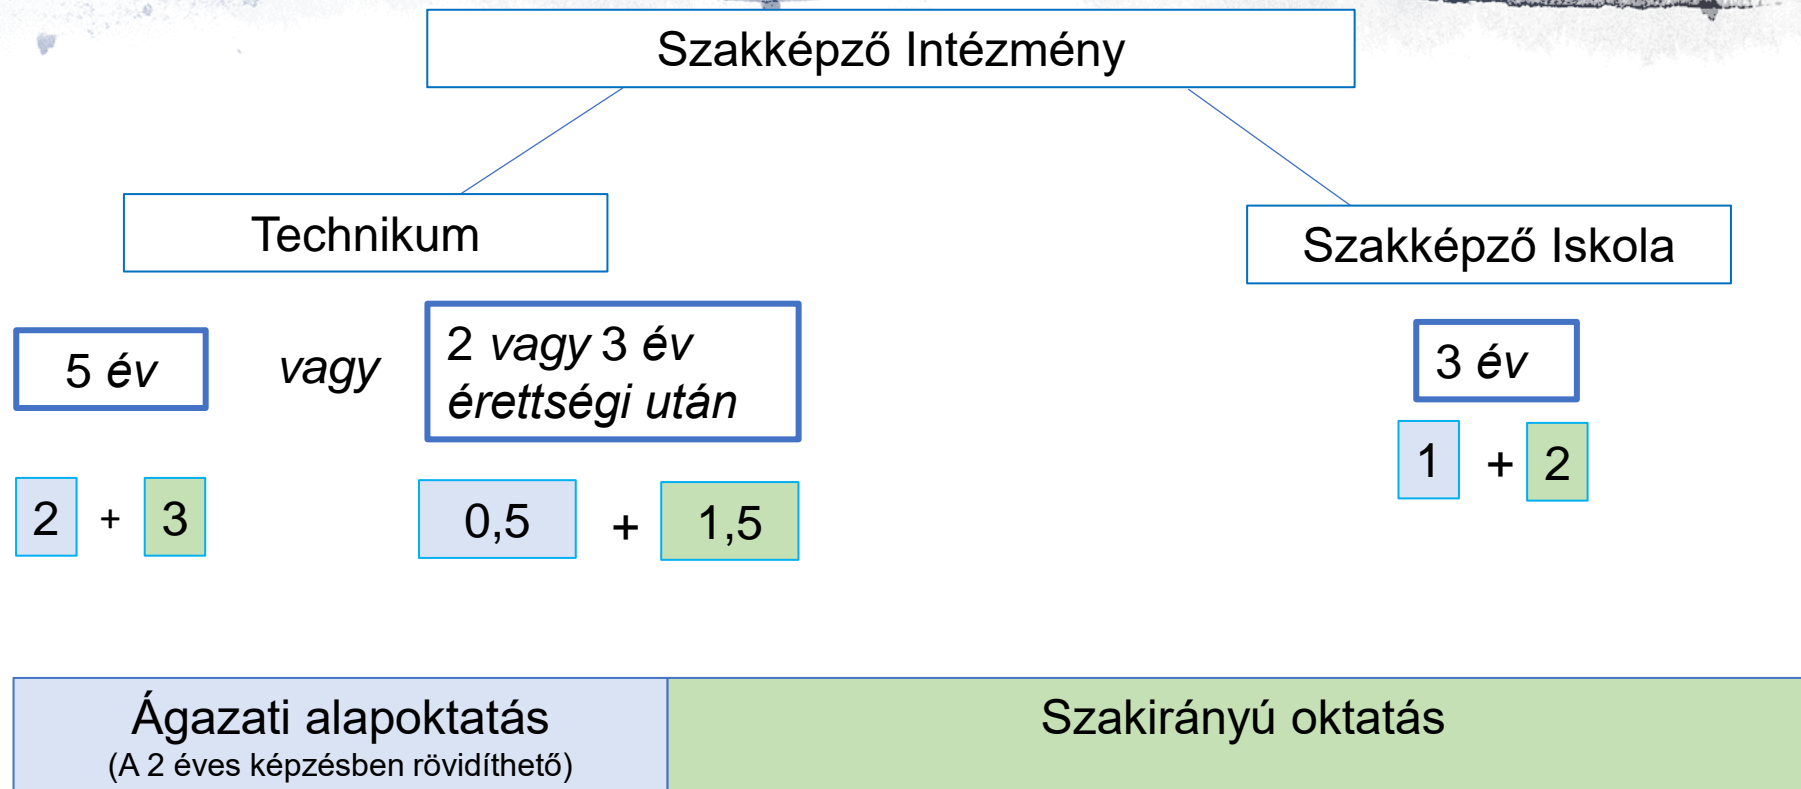 Szakképző Intézmény
Technikum
Szakképző Iskola
5 év
vagy
2 vagy 3 év
érettségi után
3 év
2 + 3
0,5 + 1,5
1 + 2
Ágazati alapoktatás
(A 2 éves képzésben rövidíthető)
Szakirányú oktatás